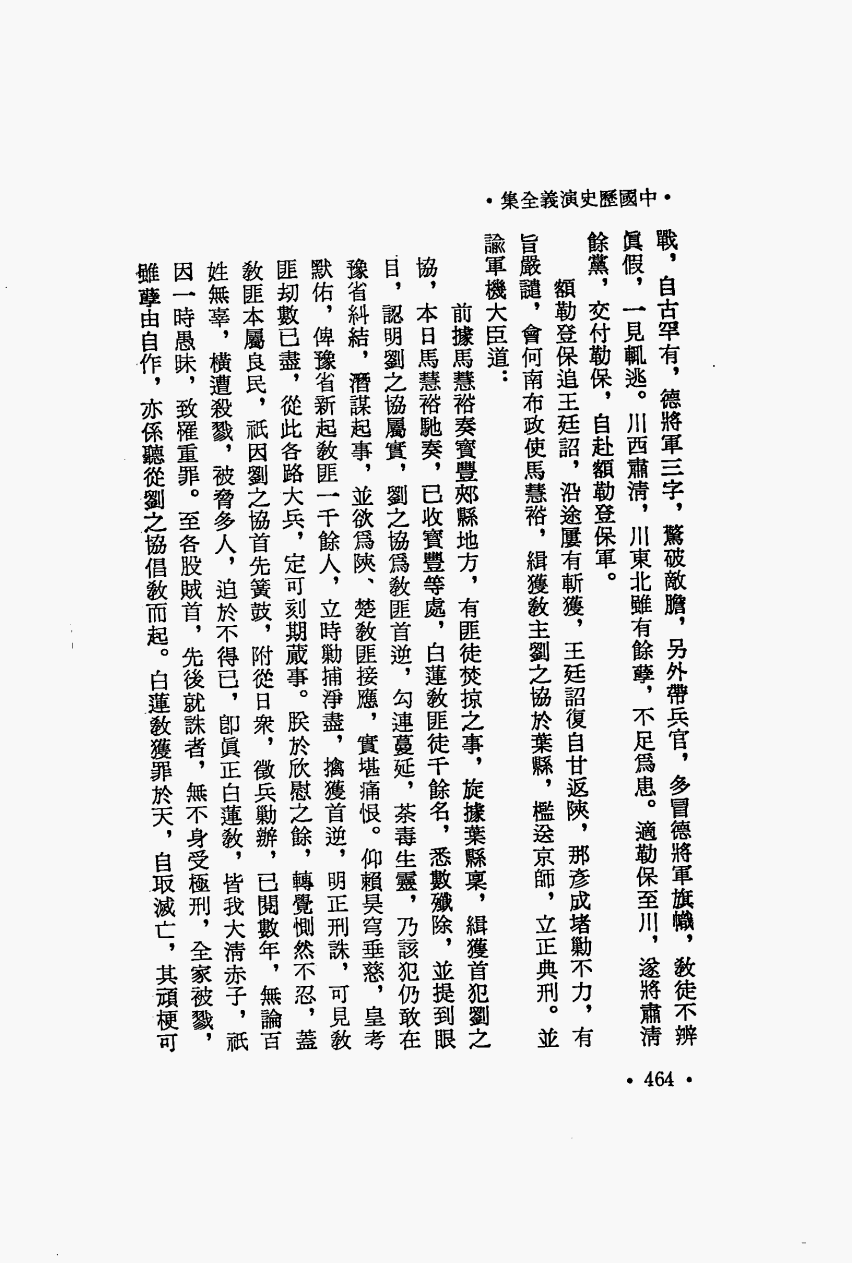 •中國歷史演義全集•
戰，自古罕有，德將軍三字，驚破敵膽，另外帶兵官，多冒德將軍旗幟，敎徒不辨
眞假，一見輒逃。川西肅淸，川東北雖有餘孽，不足爲患。適勒保至川，遂將肅淸
餘黨，交付勒保，自赴額勒登保軍。
額勒登保追王廷詔，沿途屢有斬獲，王廷詔復自甘返陝，那彥成堵勦不力，有
旨嚴譴，會何南布政使馬慧裕，緝獲敎主劉之協於葉縣，檻送京師，立正典刑。並
諭軍機大臣道：
前據馬慧裕奏寶豐郟縣地方，有匪徒焚掠之事，旋據葉縣稟，緝獲首犯劉之
協，本日馬慧裕馳奏，已收寶豐等處，白蓮敎匪徒千餘名，悉數殲除，並提到眼
目，認明劉之協屬實，劉之協爲敎匪首逆，勾連蔓延，荼毒生靈，乃該犯仍敢在
豫省糾結，潛謀起事，並欲爲陝、楚敎匪接應，實堪痛恨。仰賴昊穹垂慈，皇考
默佑，俾豫省新起敎匪一千餘人，立時勦捕淨盡，擒獲首逆，明正刑誅，可見敎
匪刧數已盡，從此各路大兵，定可刻期蕆事。朕於欣慰之餘，轉覺惻然不忍，蓋
敎匪本屬良民，祇因劉之協首先簧鼓，附從日衆，徵兵勦辦，已閱數年，無論百
姓無辜，橫遭殺戮，被脅多人，迫於不得已，卽眞正白蓮敎，皆我大淸赤子，祇
因一時愚昧，致罹重罪。至各股賊首，先後就誅者，無不身受極刑，全家被戮，
雖孽由自作，亦係聽從劉之協倡敎而起。白蓮敎獲罪於天，自取滅亡，其頑梗可
•464•